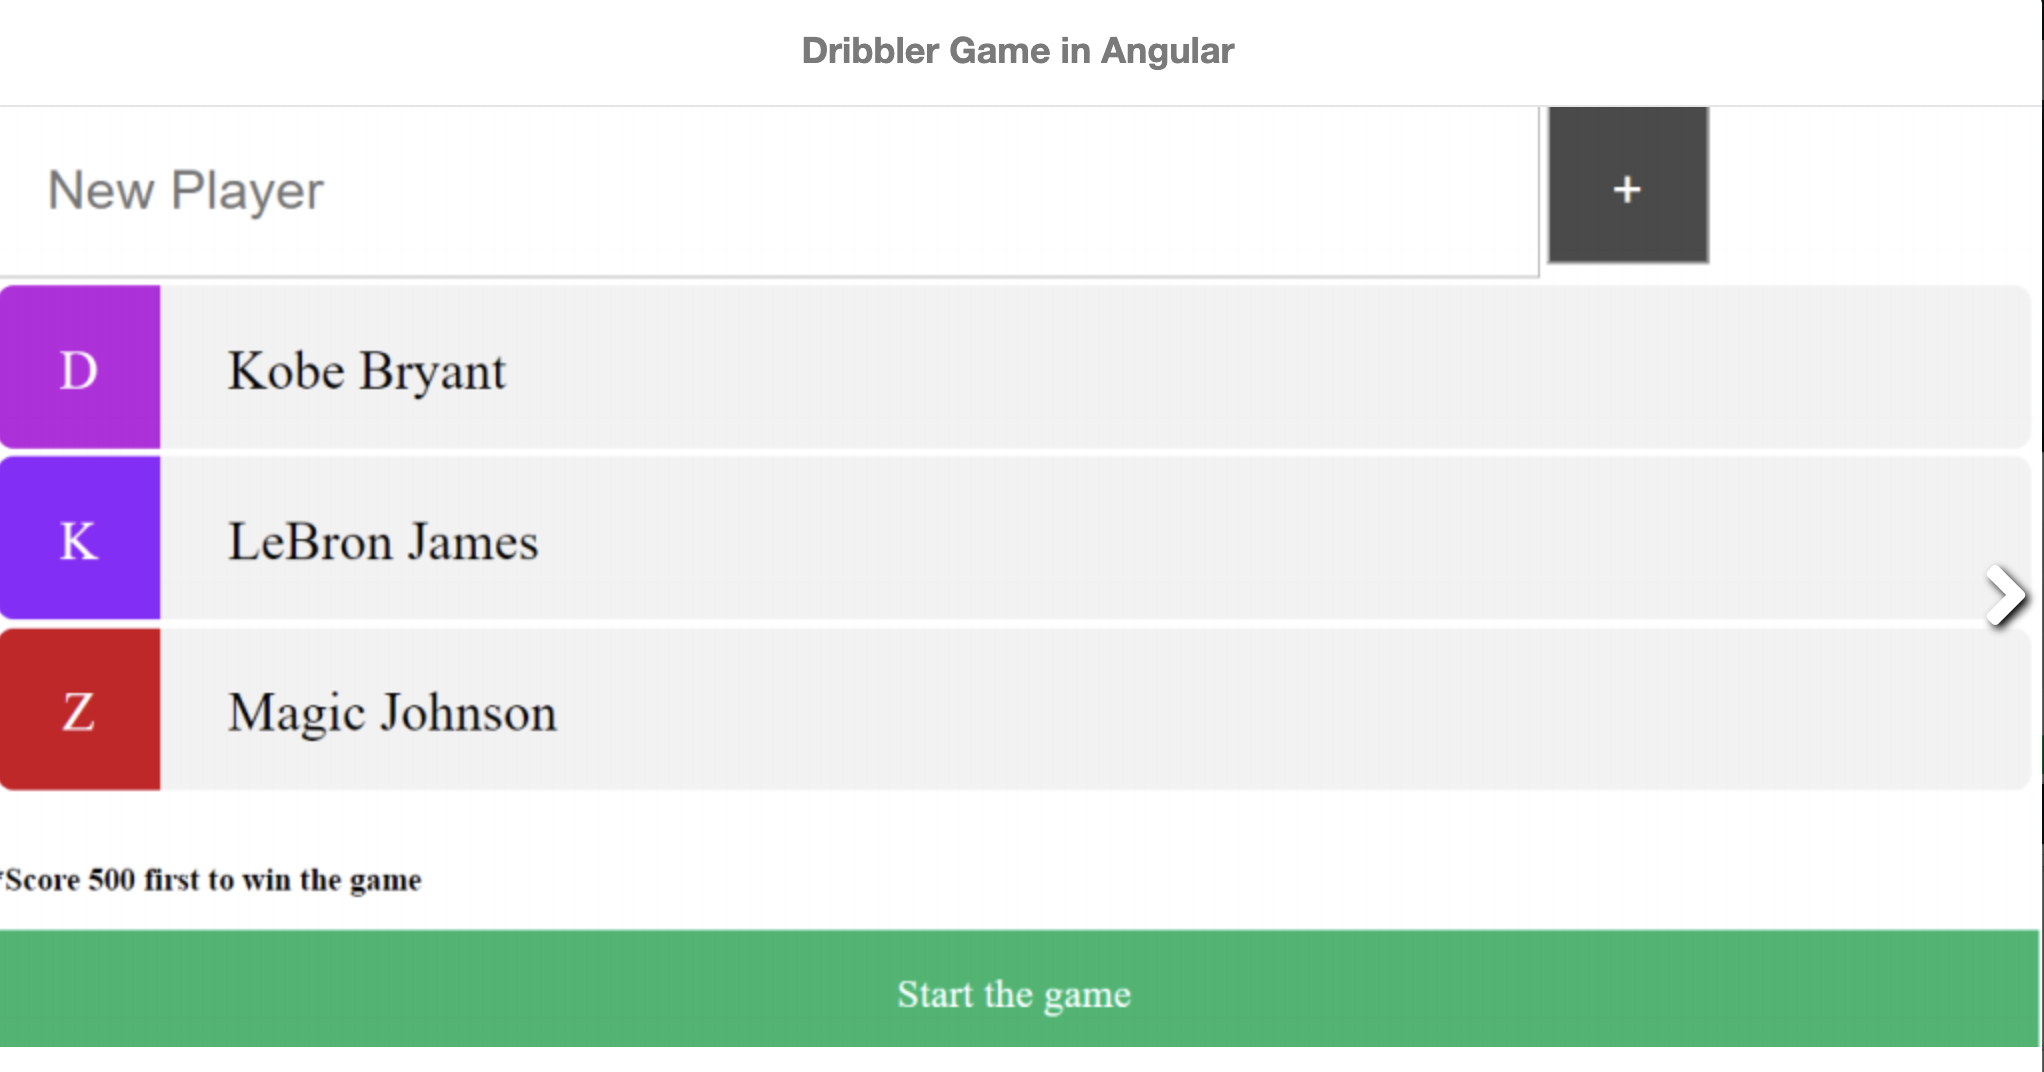 Dribbler Game in Angular
New Player
+
D Kobe Bryant
K LeBron James
Z Magic Johnson
*Score 500 first to win the game
Start the game